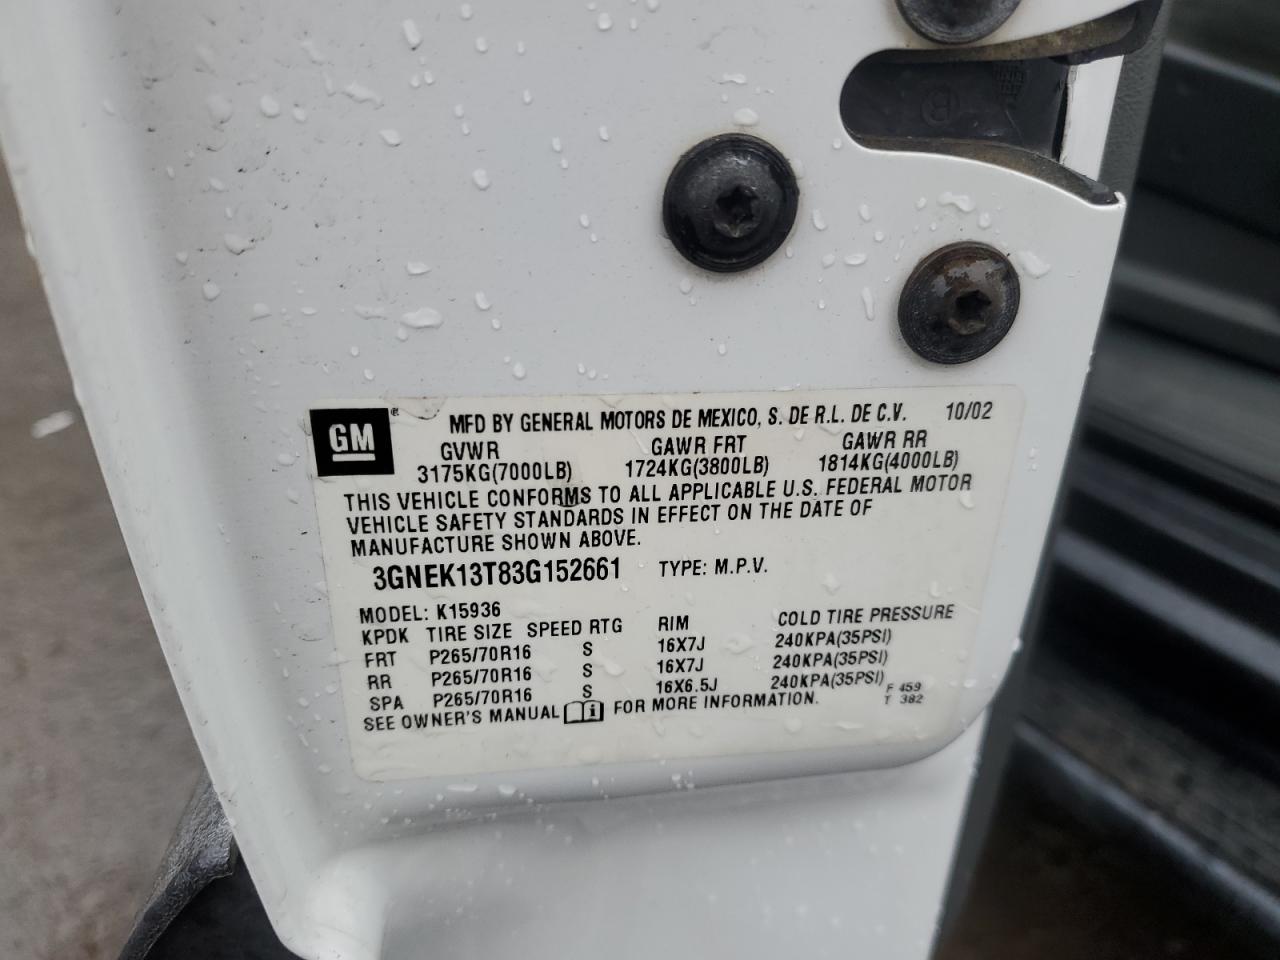 GM ® MFD BY GENERAL MOTORS DE MEXICO, S. DE R.L. DE C.V. 10/02
GVWR GAWR FRT GAWR RR
3175KG(7000LB) 1724KG(3800LB) 1814KG(4000LB)
THIS VEHICLE CONFORMS TO ALL APPLICABLE U.S. FEDERAL MOTOR
VEHICLE SAFETY STANDARDS IN EFFECT ON THE DATE OF
MANUFACTURE SHOWN ABOVE.
3GNEK13T83G152661 TYPE: M.P.V.
MODEL: K15936
KPDK TIRE SIZE SPEED RTG RIM COLD TIRE PRESSURE
FRT P265/70R16 S 16X7J 240KPA(35PSI)
RR P265/70R16 S 16X7J 240KPA(35PSI)
SPA P265/70R16 S 16X6.5J 240KPA(35PSI)
SEE OWNER'S MANUAL i FOR MORE INFORMATION.
F 459
T 382